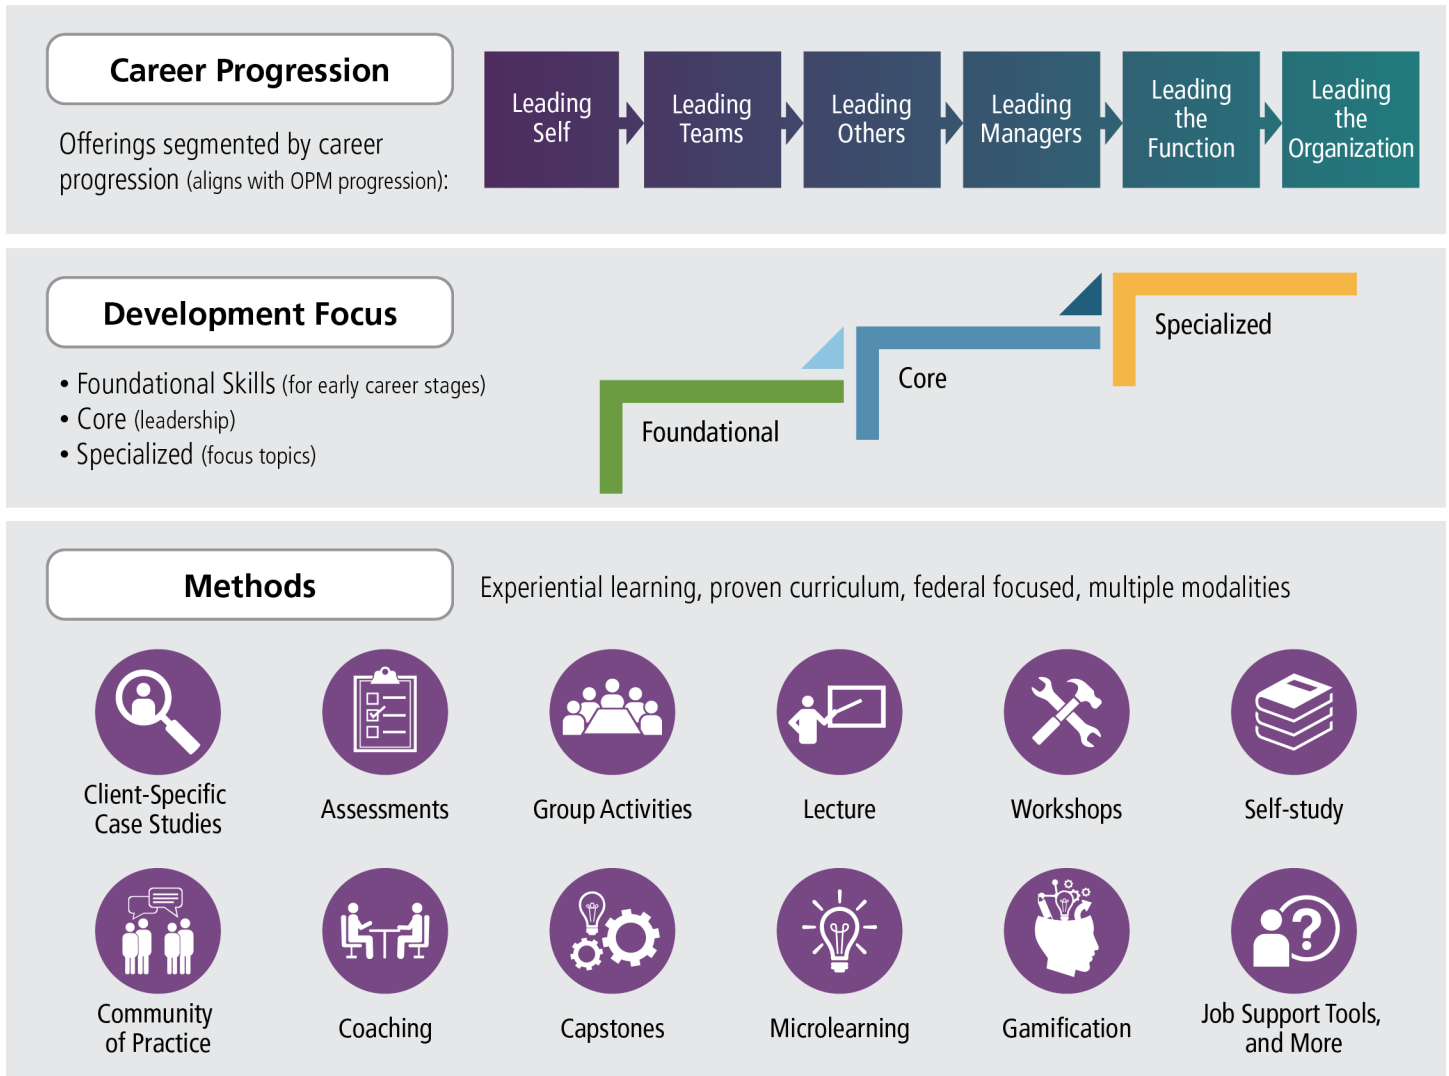 Career Progression
Offerings segmented by career
progression (aligns with OPM progression):
Leading
Self
Leading
Teams
Leading
Others
Leading
Managers
Leading
the
Function
Leading
the
Organization
Development Focus
• Foundational Skills (for early career stages)
• Core (leadership)
• Specialized (focus topics)
Foundational
Core
Specialized
Methods
Experiential learning, proven curriculum, federal focused, multiple modalities
Client-Specific
Case Studies
Assessments
Group Activities
Lecture
Workshops
Self-study
Community
of Practice
Coaching
Capstones
Microlearning
Gamification
Job Support Tools,
and More